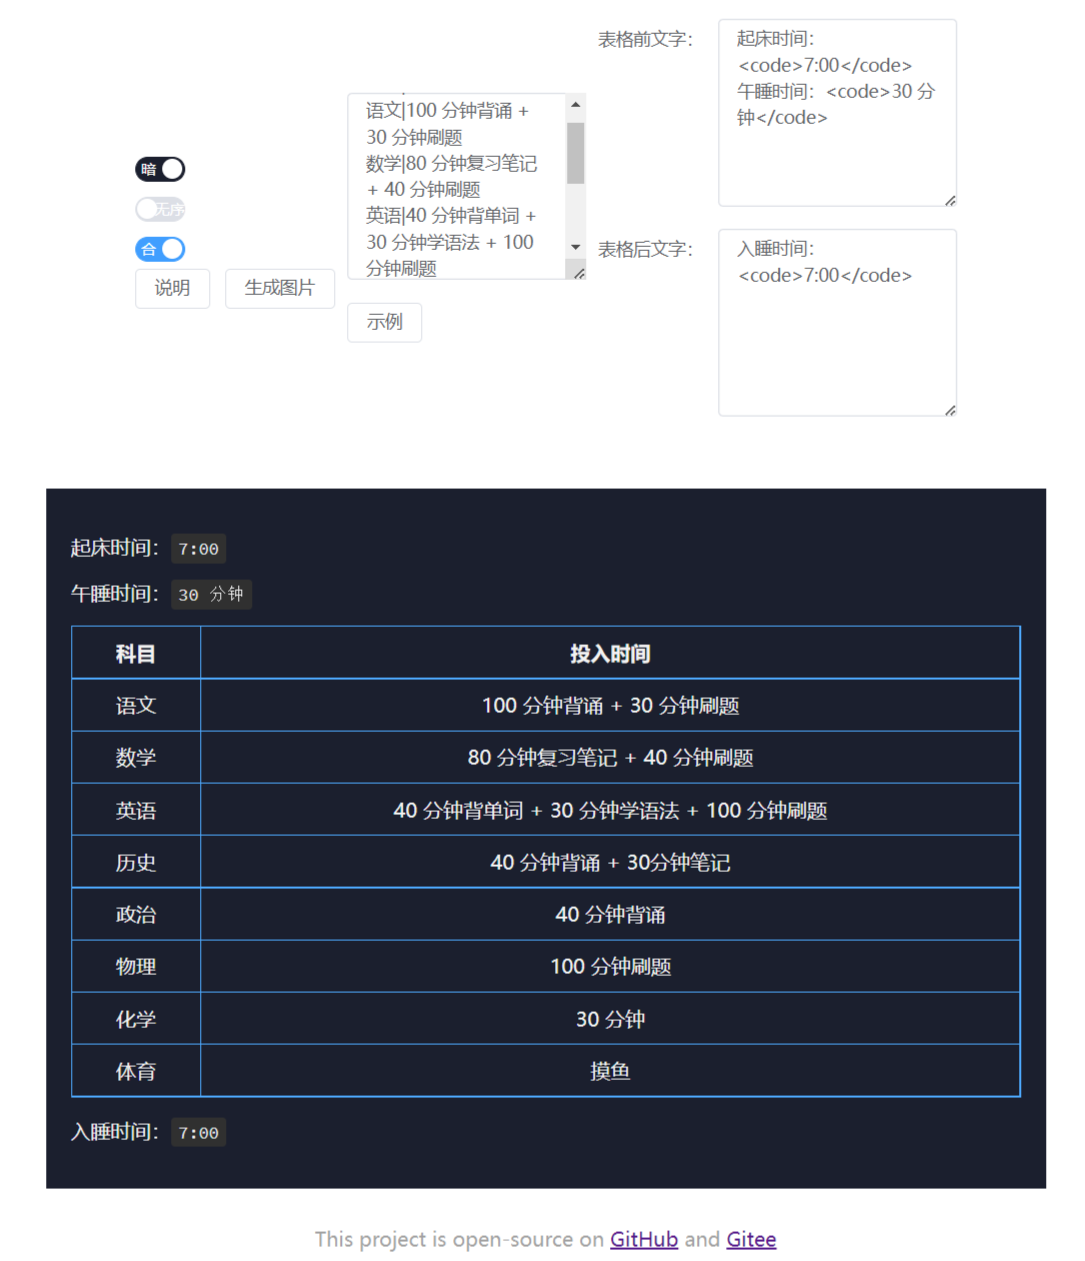 暗
无序
合
说明
生成图片
语文|100 分钟背诵 +
30 分钟刷题
数学|80 分钟复习笔记
+ 40 分钟刷题
英语|40 分钟背单词 +
30 分钟学语法 + 100
分钟刷题
示例
表格前文字：
起床时间：
<code>7:00</code>
午睡时间：<code>30 分
钟</code>
表格后文字：
入睡时间：
<code>7:00</code>
起床时间： 7:00
午睡时间： 30 分钟
科目 投入时间
语文 100 分钟背诵 + 30 分钟刷题
数学 80 分钟复习笔记 + 40 分钟刷题
英语 40 分钟背单词 + 30 分钟学语法 + 100 分钟刷题
历史 40 分钟背诵 + 30分钟笔记
政治 40 分钟背诵
物理 100 分钟刷题
化学 30 分钟
体育 摸鱼
入睡时间： 7:00
This project is open-source on GitHub and Gitee